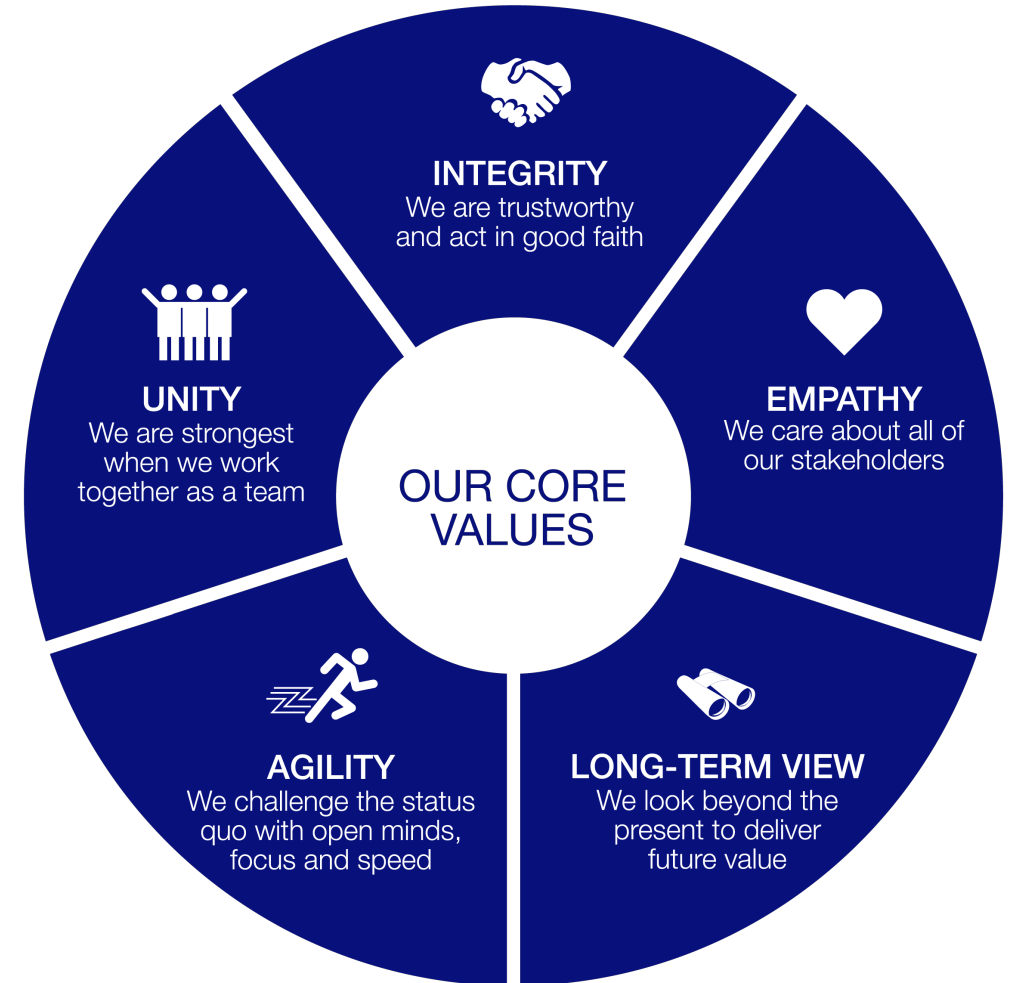 INTEGRITY
We are trustworthy
and act in good faith
EMPATHY
We care about all of
our stakeholders
LONG-TERM VIEW
We look beyond the
present to deliver
future value
AGILITY
We challenge the status
quo with open minds,
focus and speed
UNITY
We are strongest
when we work
together as a team
OUR CORE
VALUES